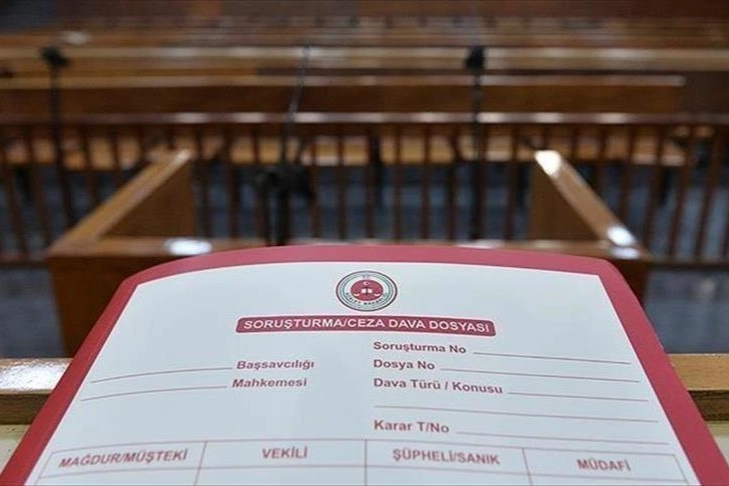 SORUŞTURMA/CEZA DAVA DOSYASI
Soruşturma No
Başsavcılığı
Dosya No
Mahkemesi
Dava Türü / Konusu
Karar T/No
MAĞDUR/MÜŞTEKİ VEKİLİ ŞÜPHELİ/SANIK MÜDAFİ